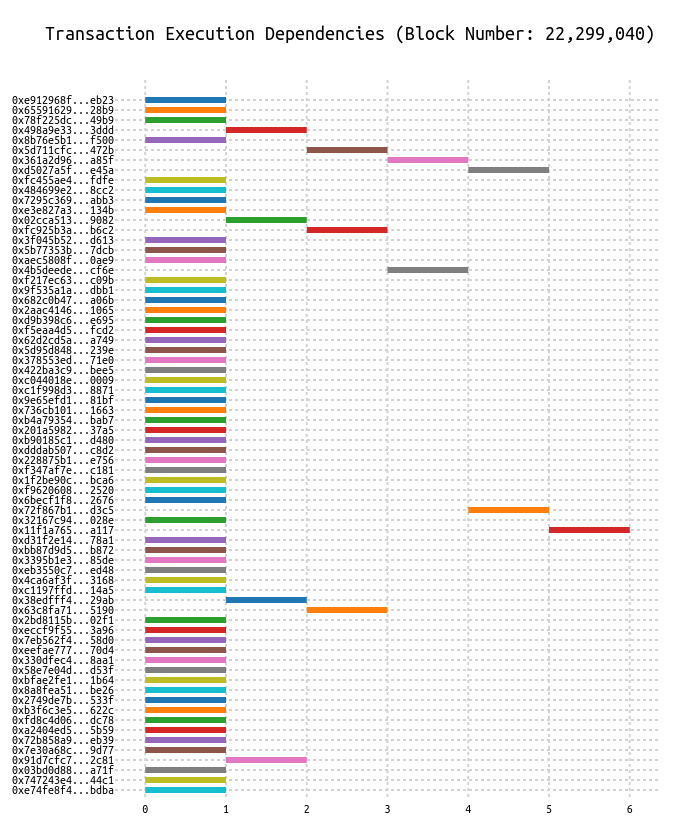 Transaction Execution Dependencies (Block Number: 22,299,040)
0xe912968f...eb23
0x65591629...28b9
0x78f225dc...49b9
0x498a9e33...3ddd
0x8b76e5b1...f500
0x5d711cfc...472b
0x361a2d96...a85f
0xd5027a5f...e45a
0xfc455ae4...fdfe
0x484699e2...8cc2
0x7295c369...abb3
0xe3e827a3...134b
0x02cca513...9082
0xfc925b3a...b6c2
0x3f045b52...d613
0x5b77353b...7dcb
0xaec5808f...0ae9
0x4b5deede...cf6e
0xf217ec63...c09b
0x9f535a1a...dbb1
0x682c0b47...a06b
0x2aac4146...1065
0xd9b398c6...e695
0xf5eaa4d5...fcd2
0x62d2cd5a...a749
0x5d95d848...239e
0x378553ed...71e0
0x422ba3c9...bee5
0xc044018e...0009
0xc1f998d3...8871
0x9e65efd1...81bf
0x736cb101...1663
0xb4a79354...bab7
0x201a5982...37a5
0xb90185c1...d480
0xdddab507...c8d2
0x228875b1...e756
0xf347af7e...c181
0x1f2be90c...bca6
0xf9620608...2520
0x6becf1f8...2676
0x72f867b1...d3c5
0x32167c94...028e
0x11f1a765...a117
0xd31f2e14...78a1
0xbb87d9d5...b872
0x3395b1e3...85de
0xeb3550c7...ed48
0x4ca6af3f...3168
0xc1197ffd...14a5
0x38edfff4...29ab
0x63c8fa71...5190
0x2bd8115b...02f1
0xeccf9f55...3a96
0x7eb562f4...58d0
0xeefae777...70d4
0x330dfec4...8aa1
0x58e7e04d...d53f
0xbfae2fe1...1b64
0x8a8fea51...be26
0x2749de7b...533f
0xb3f6c3e5...622c
0xfd8c4d06...dc78
0xa2404ed5...5b59
0x72b858a9...eb39
0x7e30a68c...9d77
0x91d7cfc7...2c81
0x03bd0d88...a71f
0x747243e4...44c1
0xe74fe8f4...bdba
0 1 2 3 4 5 6